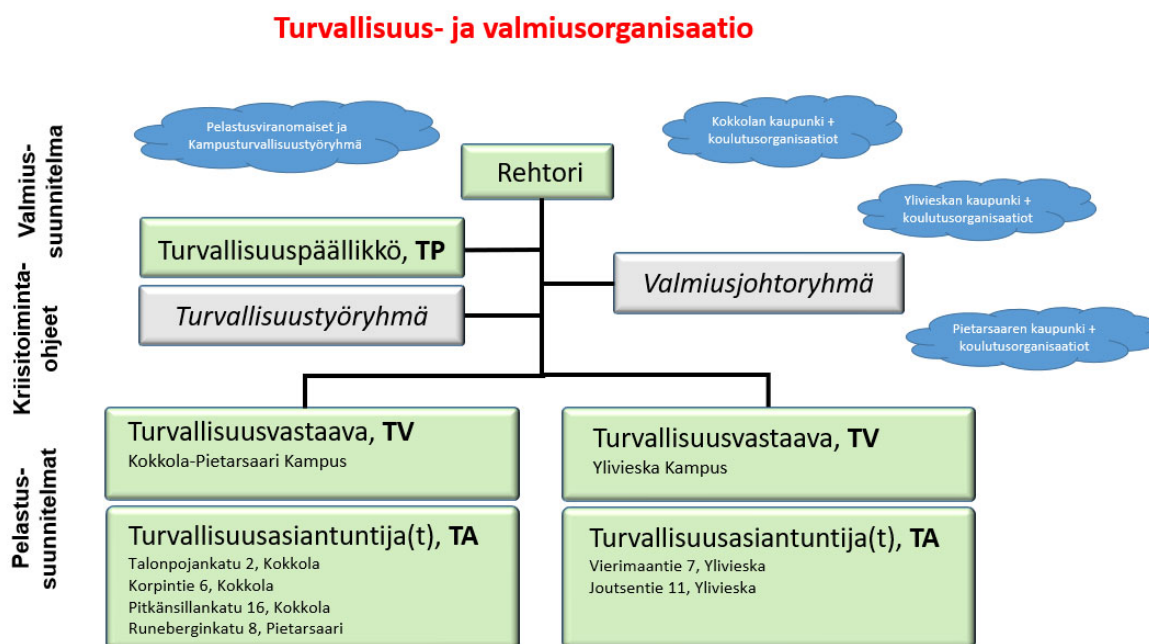 Turvallisuus- ja valmiusorganisaatio
Pelastusviranomaiset ja
Kampusturvallisuustyöryhmä
Kokkolan kaupunki +
koulutusorganisaatiot
Ylivieskan kaupunki +
koulutusorganisaatiot
Pietarsaaren kaupunki +
koulutusorganisaatiot
Valmius-
suunnitelma
Kriisitoiminta-
ohjeet
Pelastus-
suunnitelmat
Rehtori
Turvallisuuspäällikkö, TP
Turvallisuustyöryhmä
Valmiusjohtoryhmä
Turvallisuusvastaava, TV
Kokkola-Pietarsaari Kampus
Turvallisuusasiantuntija(t), TA
Talonpojankatu 2, Kokkola
Korpintie 6, Kokkola
Pitkänsillankatu 16, Kokkola
Runeberginkatu 8, Pietarsaari
Turvallisuusvastaava, TV
Ylivieska Kampus
Turvallisuusasiantuntija(t), TA
Vierimaantie 7, Ylivieska
Joutsentie 11, Ylivieska